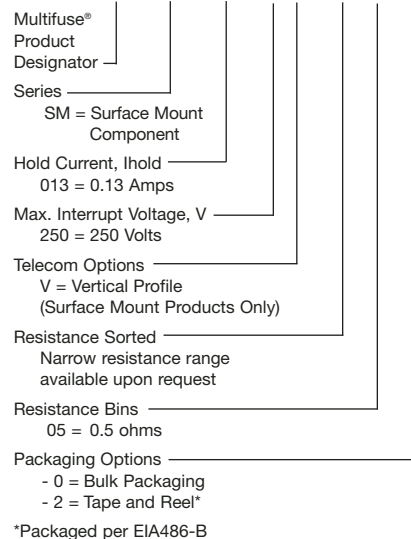 Multifuse®
Product
Designator
Series
SM = Surface Mount
Component
Hold Current, Ihold
013 = 0.13 Amps
Max. Interrupt Voltage, V
250 = 250 Volts
Telecom Options
V = Vertical Profile
(Surface Mount Products Only)
Resistance Sorted
Narrow resistance range
available upon request
Resistance Bins
05 = 0.5 ohms
Packaging Options
- 0 = Bulk Packaging
- 2 = Tape and Reel*
*Packaged per EIA486-B